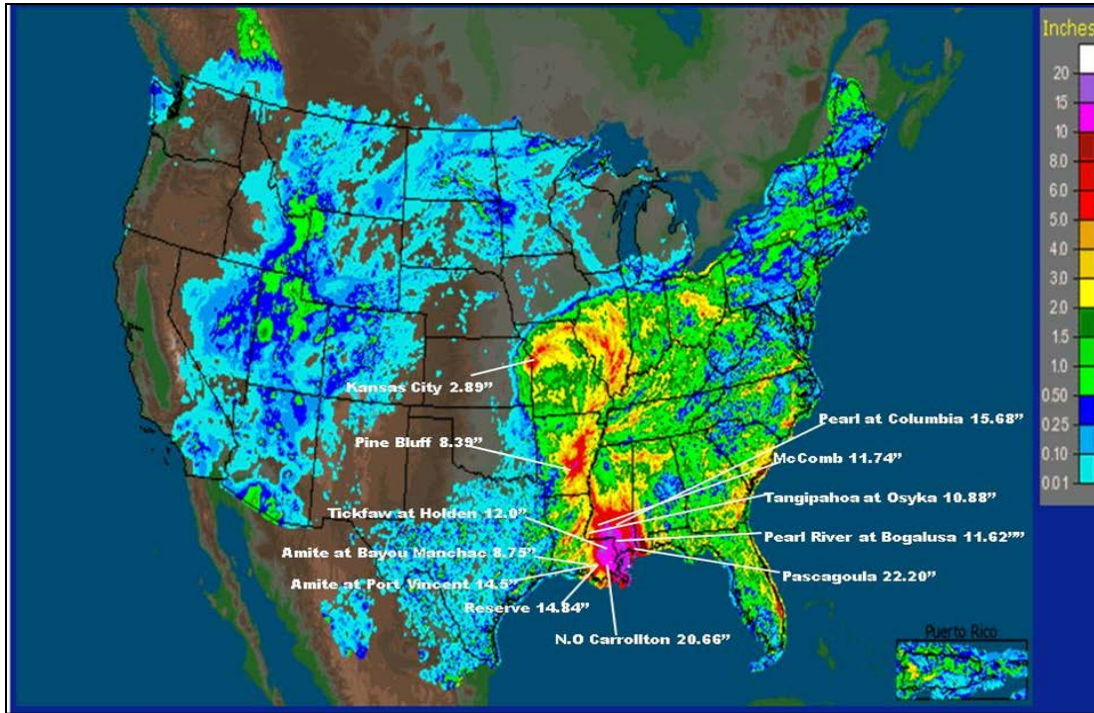 Inches
20
15
10
8.0
6.0
5.0
4.0
3.0
2.0
1.5
1.0
0.50
0.25
0.10
0.01
Kansas City 2.89”
Pearl at Columbia 15.68”
Pine Bluff 8.39”
McComb 11.74”
Tangipahoa at Osyka 10.88”
Tickfaw at Holden 12.0”
Pearl River at Bogalusa 11.62””
Amite at Bayou Manchac 8.75”
Pascagoula 22.20”
Amite at Port Vincent 14.5”
Reserve 14.84”
N.O Carrollton 20.66”
Puerto Rico